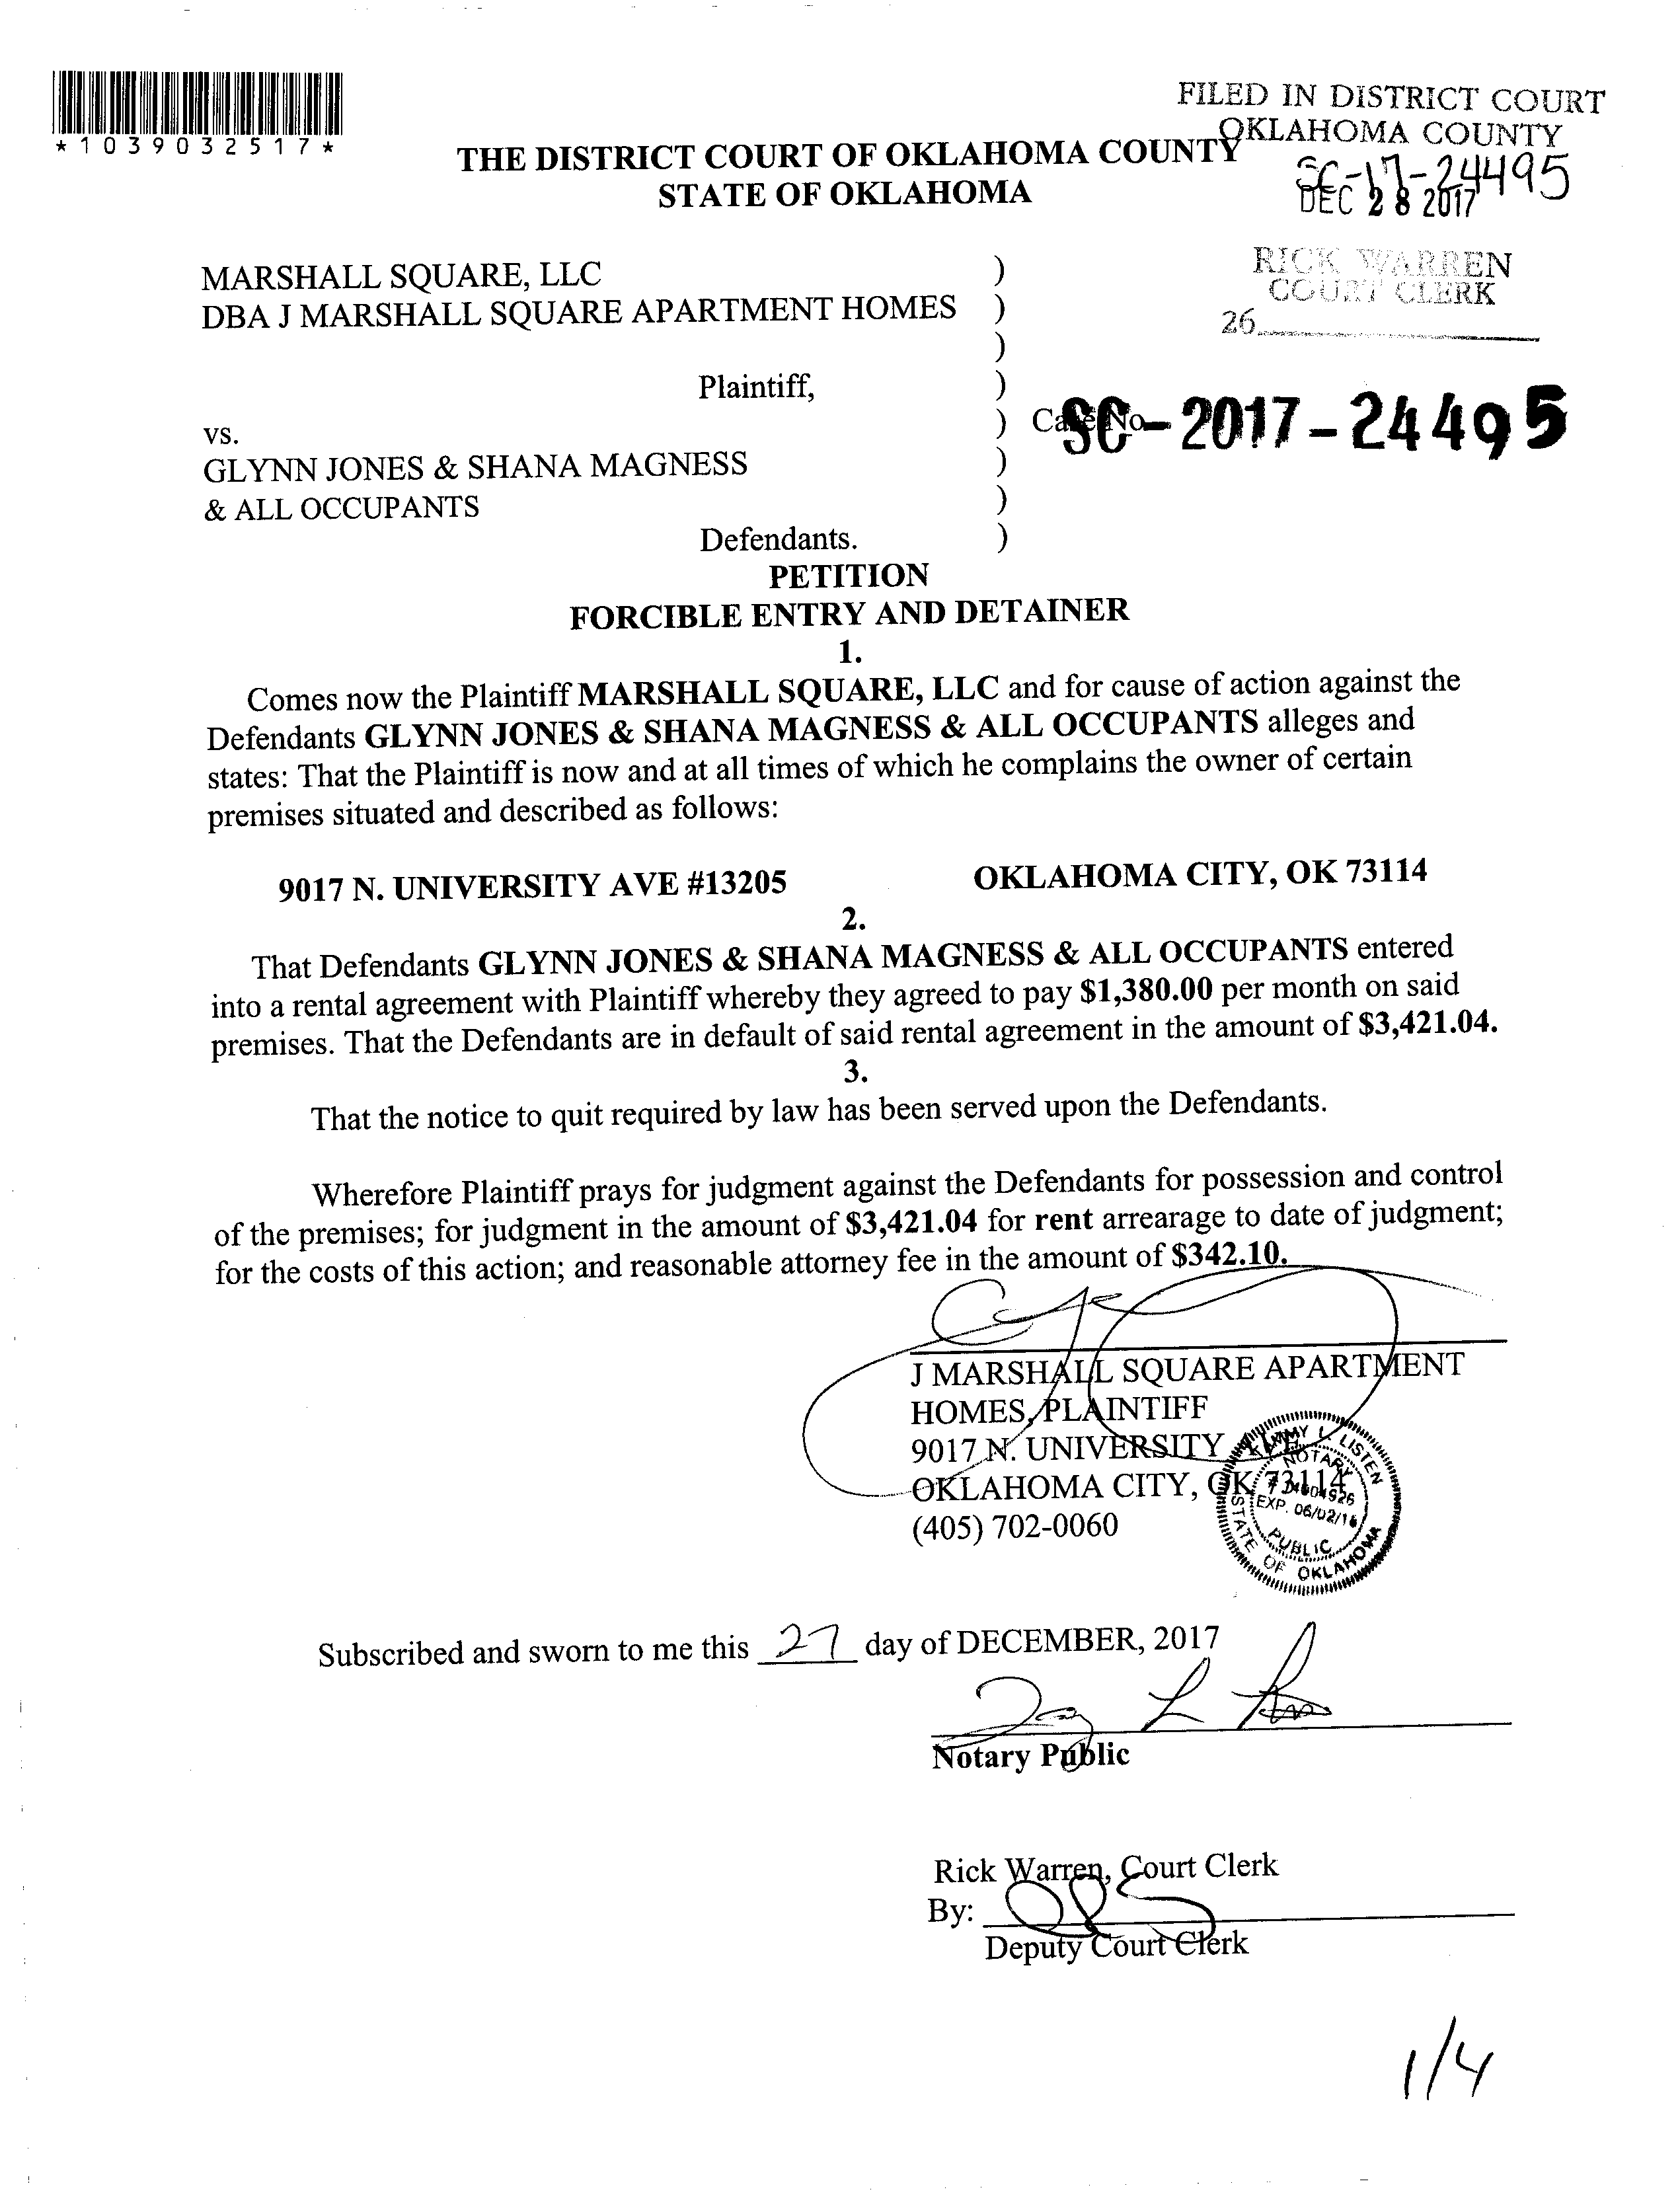 *1039032517*
FILED IN DISTRICT COURT
OKLAHOMA COUNTY
SC-17-24495
DEC 28 2017
RICK WARREN
COURT CLERK
26
THE DISTRICT COURT OF OKLAHOMA COUNTY
STATE OF OKLAHOMA
MARSHALL SQUARE, LLC )
DBA J MARSHALL SQUARE APARTMENT HOMES )
)
Plaintiff, )
vs. ) Case No. SC-2017-24495
GLYNN JONES & SHANA MAGNESS )
& ALL OCCUPANTS )
Defendants. )
PETITION
FORCIBLE ENTRY AND DETAINER
1.
Comes now the Plaintiff MARSHALL SQUARE, LLC and for cause of action against the
Defendants GLYNN JONES & SHANA MAGNESS & ALL OCCUPANTS alleges and
states: That the Plaintiff is now and at all times of which he complains the owner of certain
premises situated and described as follows:
9017 N. UNIVERSITY AVE #13205 OKLAHOMA CITY, OK 73114
2.
That Defendants GLYNN JONES & SHANA MAGNESS & ALL OCCUPANTS entered
into a rental agreement with Plaintiff whereby they agreed to pay $1,380.00 per month on said
premises. That the Defendants are in default of said rental agreement in the amount of $3,421.04.
3.
That the notice to quit required by law has been served upon the Defendants.
Wherefore Plaintiff prays for judgment against the Defendants for possession and control
of the premises; for judgment in the amount of $3,421.04 for rent arrearage to date of judgment;
for the costs of this action; and reasonable attorney fee in the amount of $342.10.
J MARSHALL SQUARE APARTMENT
HOMES, PLAINTIFF
9017 N. UNIVERSITY AVE
OKLAHOMA CITY, OK 73114
(405) 702-0060
L. LISTEN
NOTARY
EXP. 06/02/18
PUBLIC
STATE OF OKLAHOMA
Subscribed and sworn to me this 27 day of DECEMBER, 2017
Notary Public
Rick Warren, Court Clerk
By:
Deputy Court Clerk
1/4